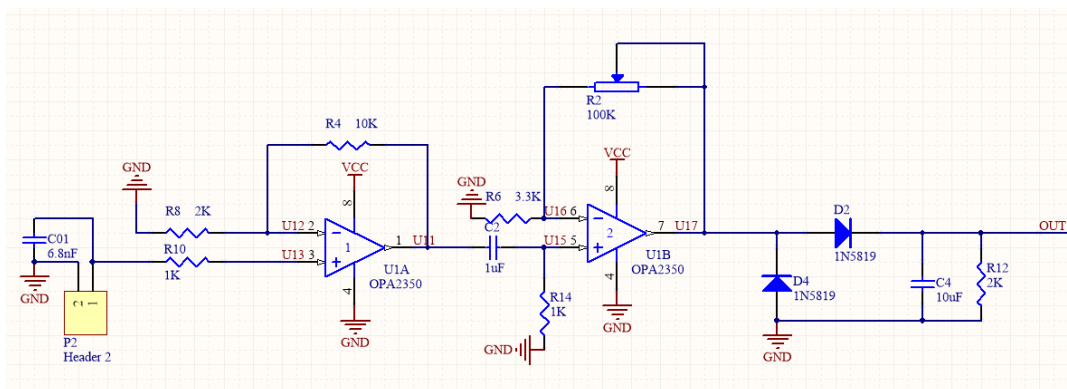 R2
100K
R4 10K
VCC
VCC
GND
GND
R6 3.3K
8
8
R8 2K
U12 2
U16 6
C2
D2
1
1 U11
2
7 U17
OUT
C01
6.8nF
R10
1K
U13 3
U15 5
1uF
1N5819
U1A
OPA2350
U1B
OPA2350
R12
2K
GND
4
4
D4
1N5819
C4
10uF
2
1
R14
1K
GND
GND
GND
GND
P2
Header 2